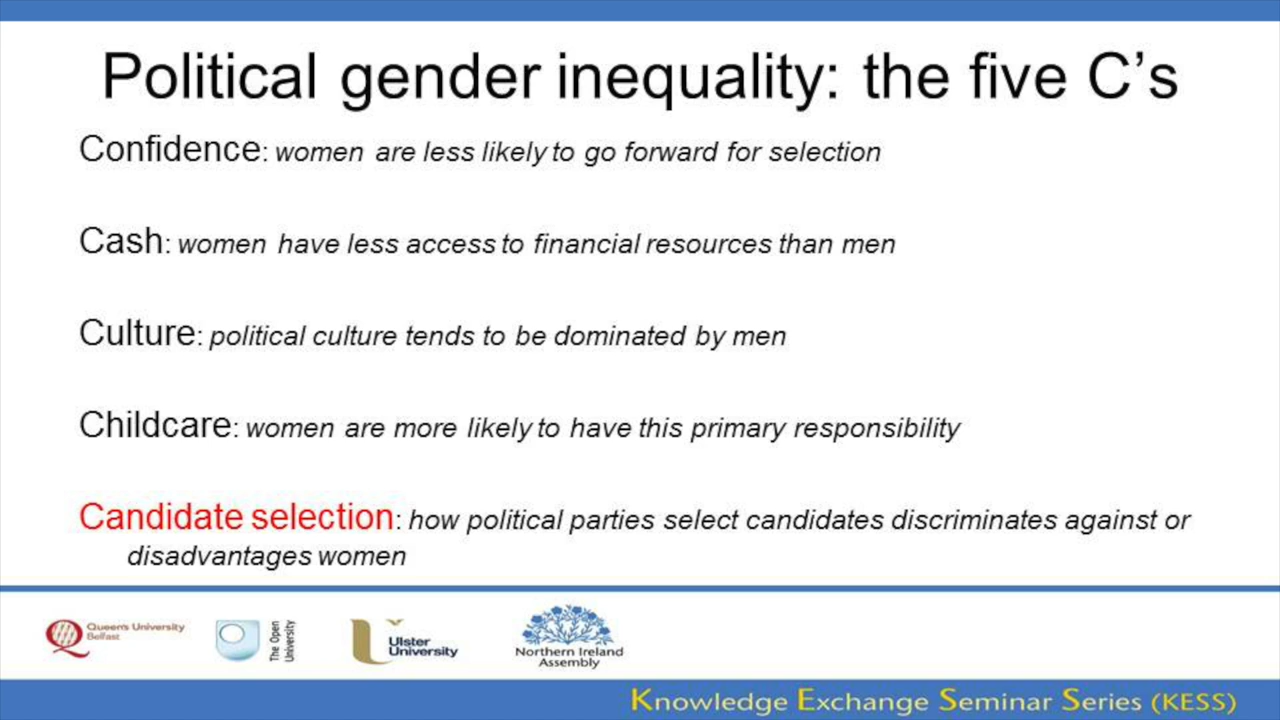 Political gender inequality: the five C’s
Confidence: women are less likely to go forward for selection
Cash: women have less access to financial resources than men
Culture: political culture tends to be dominated by men
Childcare: women are more likely to have this primary responsibility
Candidate selection: how political parties select candidates discriminates against or
disadvantages women
Queen's University
Belfast
The Open
University
Ulster
University
Northern Ireland
Assembly
Knowledge Exchange Seminar Series (KESS)